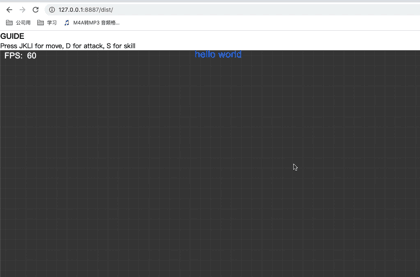 127.0.0.1:8887/dist/
公司用
学习
M4A转MP3 音频格...
GUIDE
Press JKLI for move, D for attack, S for skill
FPS: 60
hello world